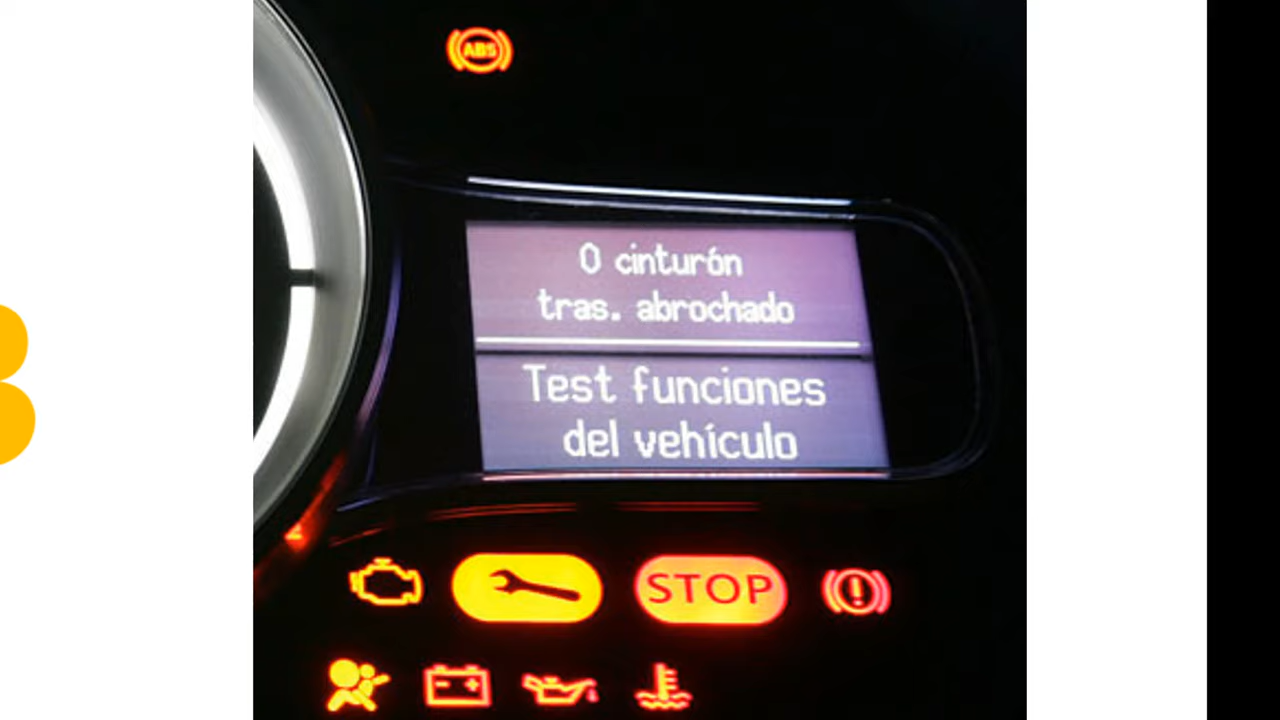 ABS
0 cinturón
tras. abrochado
Test funciones
del vehículo
STOP